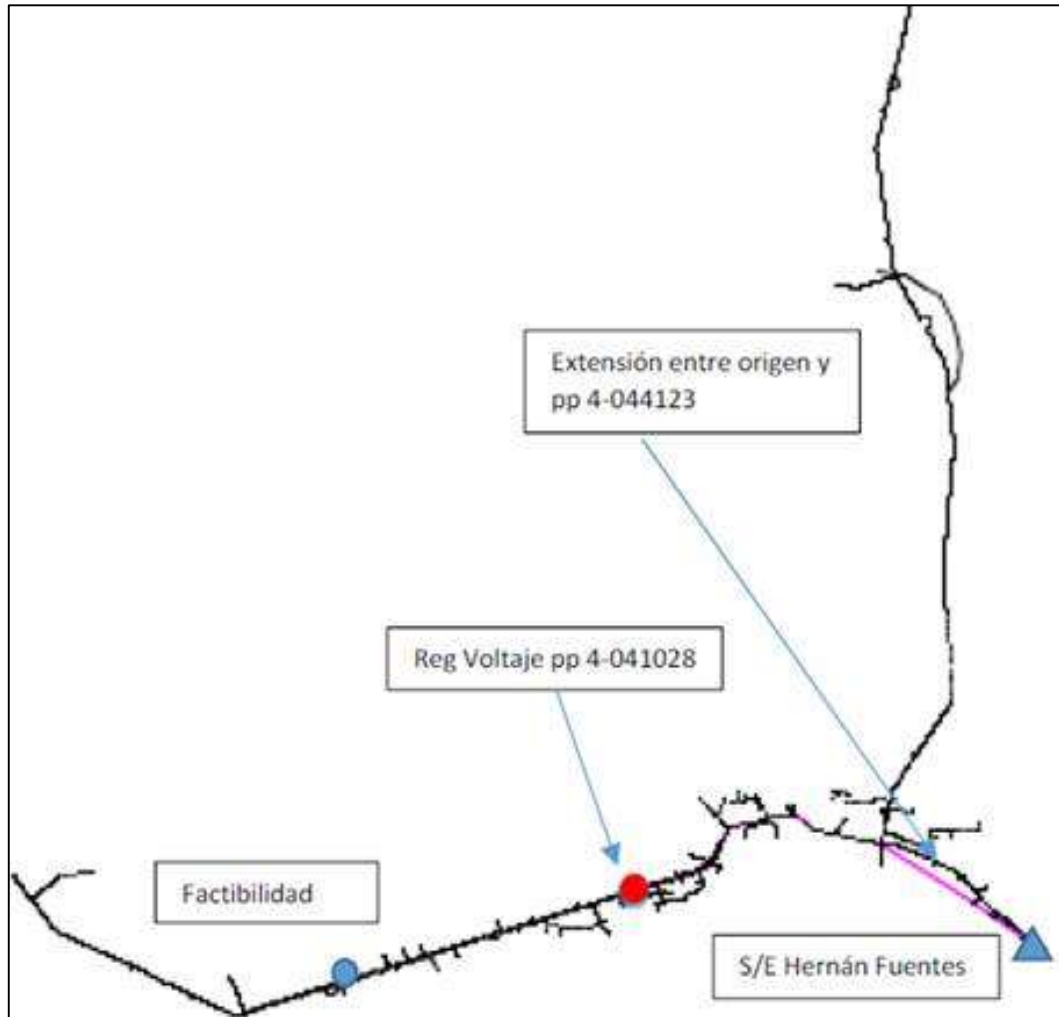 Extensión entre origen y
pp 4-044123
Reg Voltaje pp 4-041028
Factibilidad
S/E Hernán Fuentes